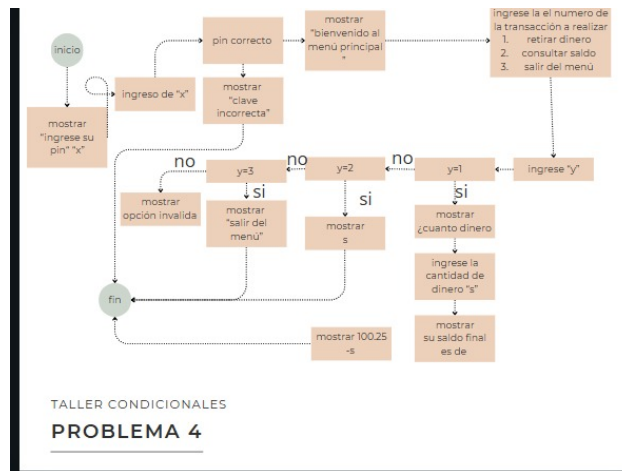 inicio
mostrar
"ingrese su
pin" "x"
ingreso de "x"
pin correcto
mostrar
"clave
incorrecta"
mostrar
"bienvenido al
menú principal
"
ingrese la el numero de
la transacción a realizar
1. retirar dinero
2. consultar saldo
3. salir del menú
ingrese "y"
y=1
no
si
mostrar
¿cuanto dinero
ingrese la
cantidad de
dinero "s"
mostrar
su saldo final
es de
y=2
no
si
mostrar
s
y=3
no
si
mostrar
"salir del
menú"
mostrar
opción invalida
fin
mostrar 100.25
-s
TALLER CONDICIONALES
PROBLEMA 4